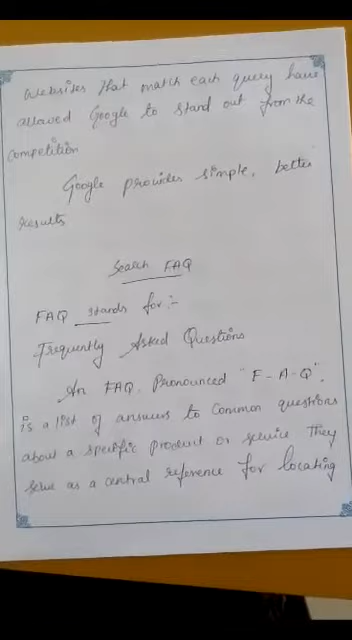 websites that match each query have
allowed Google to stand out from the
competition
Google provides simple, better
results
Search FAQ
FAQ stands for:-
Frequently Asked Questions
An FAQ, Pronounced "F-A-Q".
is a list of answers to Common questions
about a specific product or service They
serve as a central reference for locating